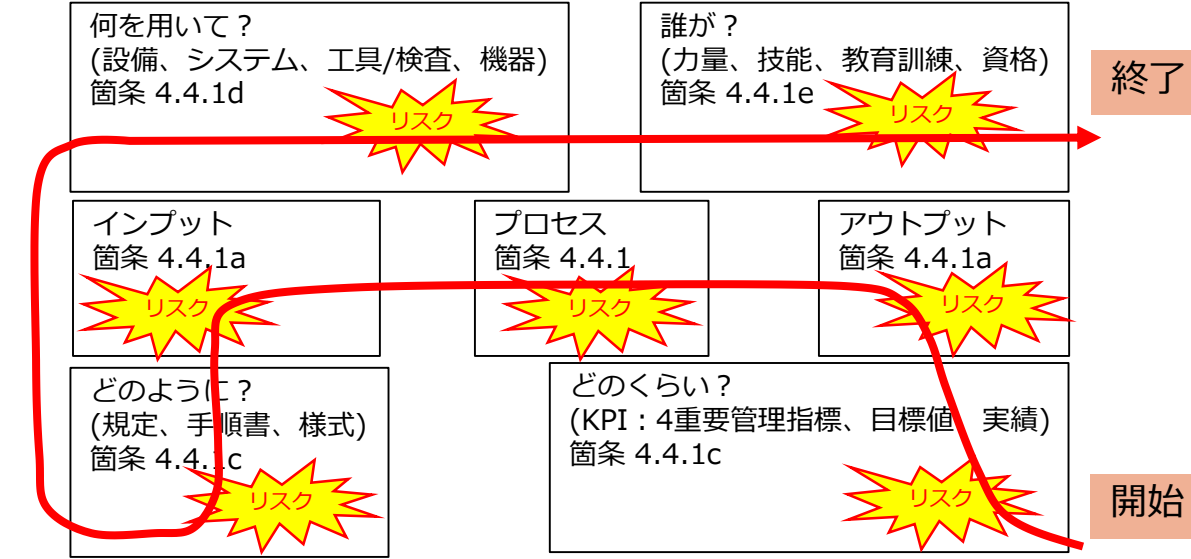 何を用いて？
(設備、システム、工具/検査、機器)
箇条 4.4.1d
リスク
誰が？
(力量、技能、教育訓練、資格)
箇条 4.4.1e
リスク
終了
インプット
箇条 4.4.1a
リスク
プロセス
箇条 4.4.1
リスク
アウトプット
箇条 4.4.1a
リスク
どのように？
(規定、手順書、様式)
箇条 4.4.1c
リスク
どのくらい？
(KPI：4重要管理指標、目標値、実績)
箇条 4.4.1c
リスク
開始